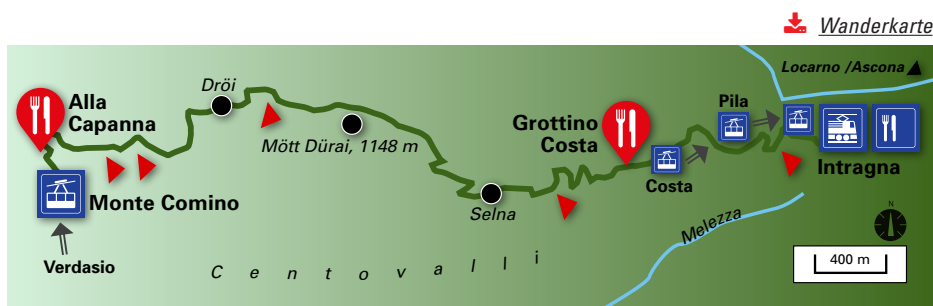 Wanderkarte
Locarno /Ascona
Dröi
Alla
Capanna
Pila
Grottino
Costa
Mött Dürai, 1148 m
Intragna
Costa
Monte Comino
Selna
Melezza
N
Verdasio
Centovalli
400 m